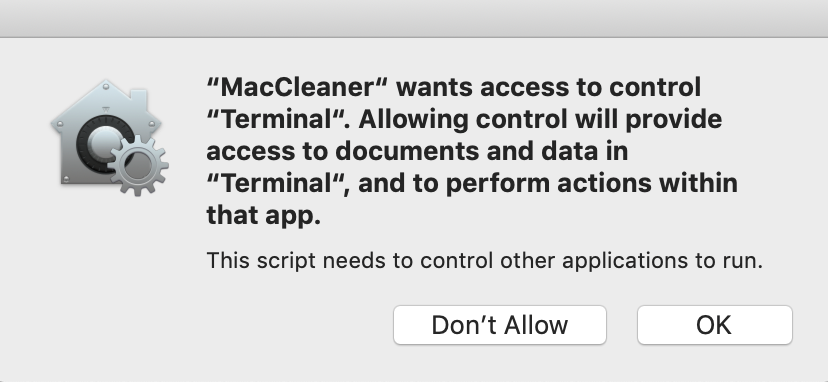 “MacCleaner“ wants access to control
“Terminal“. Allowing control will provide
access to documents and data in
“Terminal“, and to perform actions within
that app.
This script needs to control other applications to run.
Don’t Allow
OK